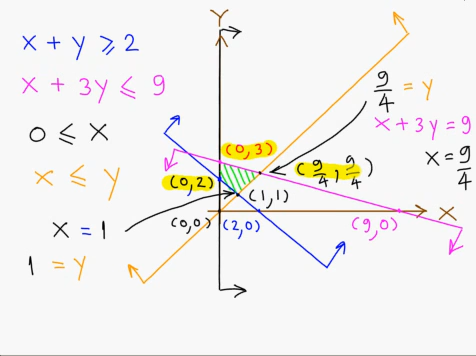 x + y ≥ 2
x + 3y ≤ 9
0 ≤ x
x ≤ y
x = 1
1 = y
Y
9/4 = y
x + 3y = 9
x = 9/4
(0,3)
(9/4, 9/4)
(0,2)
(1,1)
(0,0)
(2,0)
(9,0)
X